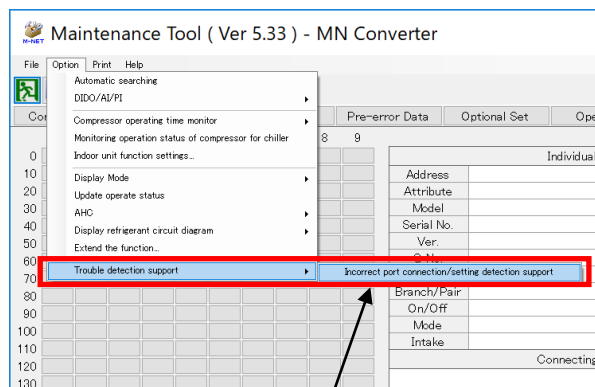 M-NET Maintenance Tool ( Ver 5.33 ) - MN Converter
File Option Print Help
Automatic searching
DIDO/AI/PI
Compressor operating time monitor
Monitoring operation status of compressor for chiller
Indoor unit function settings...
Display Mode
Update operate status
AHC
Display refrigerant circuit diagram
Extend the function...
Trouble detection support
Incorrect port connection/setting detection support
Co
Pre-error Data Optional Set Ope
8 9
0
10
20
30
40
50
60
70
80
90
100
110
120
130
Individual
Address
Attribute
Model
Serial No.
Ver.
Branch/Pair
On/Off
Mode
Intake
Connecting